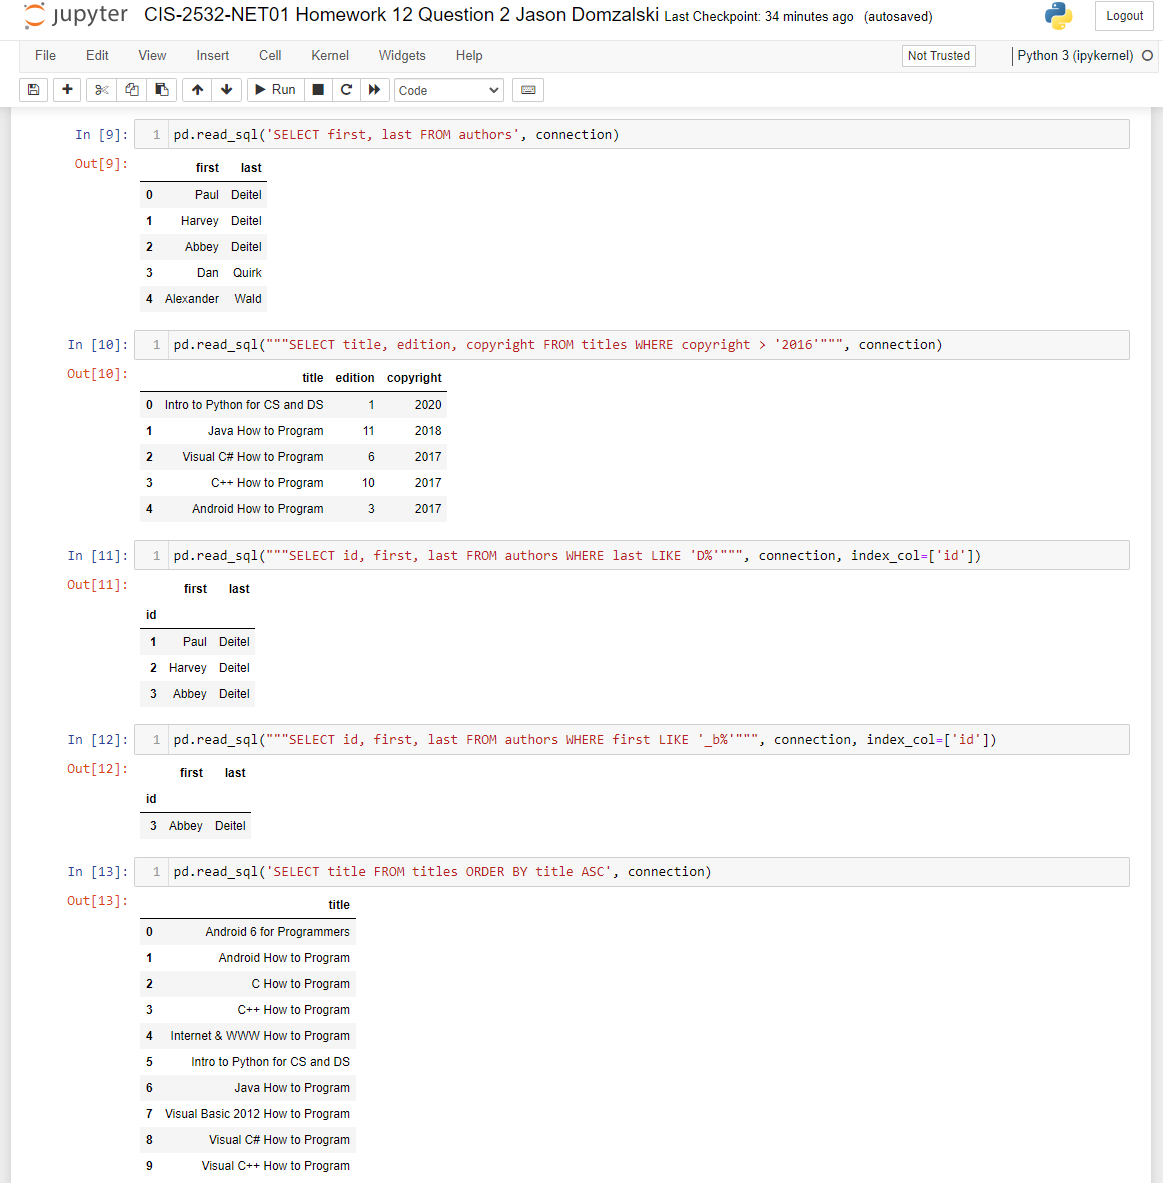 jupyter CIS-2532-NET01 Homework 12 Question 2 Jason Domzalski Last Checkpoint: 34 minutes ago (autosaved) Logout
File Edit View Insert Cell Kernel Widgets Help Not Trusted Python 3 (ipykernel)
Run Code
In [9]: 1 pd.read_sql('SELECT first, last FROM authors', connection)
Out[9]:
first last
0 Paul Deitel
1 Harvey Deitel
2 Abbey Deitel
3 Dan Quirk
4 Alexander Wald
In [10]: 1 pd.read_sql("""SELECT title, edition, copyright FROM titles WHERE copyright > '2016'""", connection)
Out[10]:
title edition copyright
0 Intro to Python for CS and DS 1 2020
1 Java How to Program 11 2018
2 Visual C# How to Program 6 2017
3 C++ How to Program 10 2017
4 Android How to Program 3 2017
In [11]: 1 pd.read_sql("""SELECT id, first, last FROM authors WHERE last LIKE 'D%'""", connection, index_col=['id'])
Out[11]:
first last
id
1 Paul Deitel
2 Harvey Deitel
3 Abbey Deitel
In [12]: 1 pd.read_sql("""SELECT id, first, last FROM authors WHERE first LIKE '_b%'""", connection, index_col=['id'])
Out[12]:
first last
id
3 Abbey Deitel
In [13]: 1 pd.read_sql('SELECT title FROM titles ORDER BY title ASC', connection)
Out[13]:
title
0 Android 6 for Programmers
1 Android How to Program
2 C How to Program
3 C++ How to Program
4 Internet & WWW How to Program
5 Intro to Python for CS and DS
6 Java How to Program
7 Visual Basic 2012 How to Program
8 Visual C# How to Program
9 Visual C++ How to Program